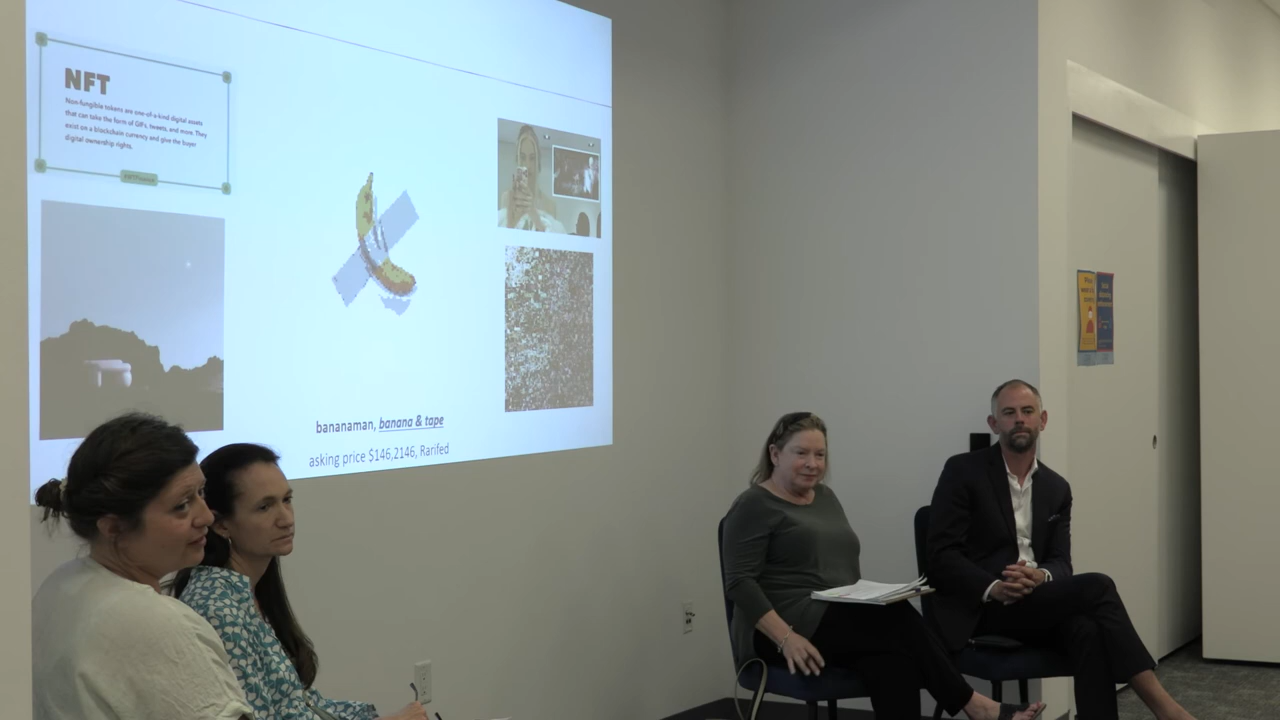 NFT
Non-fungible tokens are one-of-a-kind digital assets
that can take the form of GIFs, tweets, and more. They
exist on a blockchain currency and give the buyer
digital ownership rights.
bananaman, banana & tape
asking price $146,2146, Rarifed